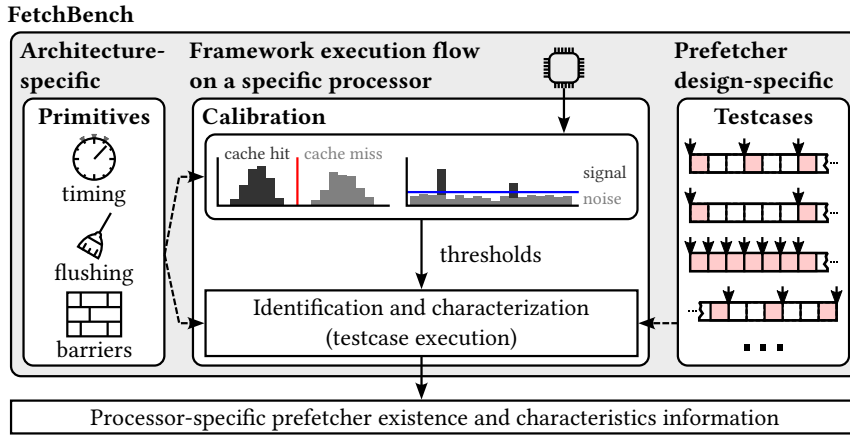 FetchBench
Architecture-
specific
Framework execution flow
on a specific processor
Prefetcher
design-specific
Primitives
timing
flushing
barriers
Calibration
cache hit
cache miss
signal
noise
thresholds
Identification and characterization
(testcase execution)
Testcases
...
...
...
...
...
Processor-specific prefetcher existence and characteristics information